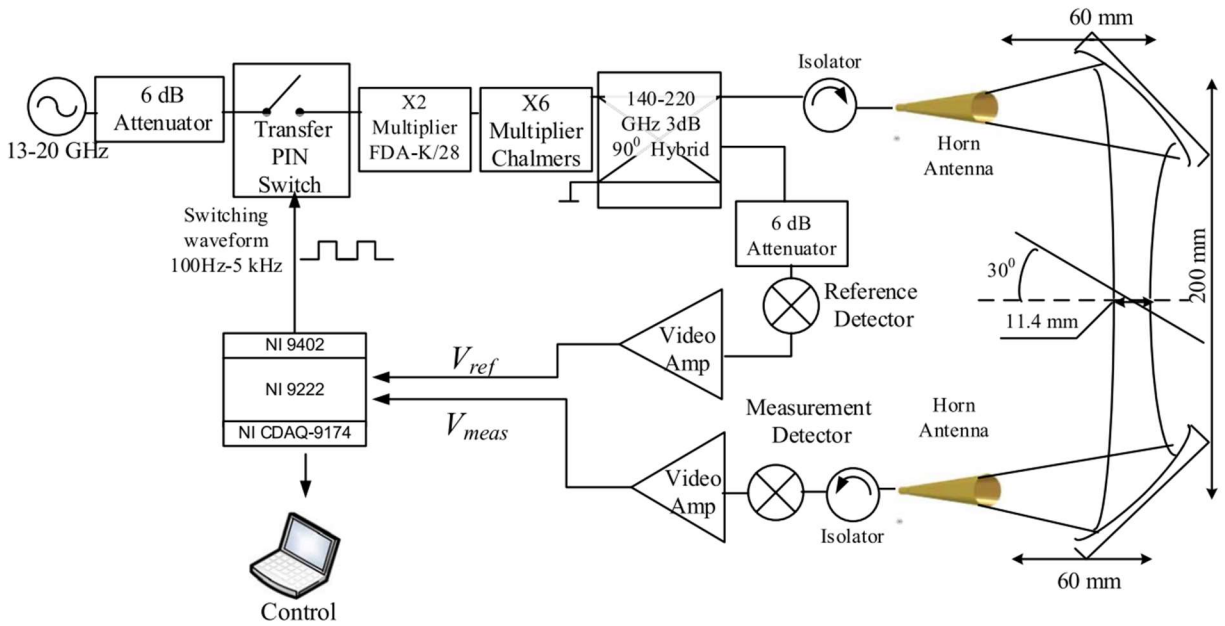 13-20 GHz
6 dB
Attenuator
Transfer
PIN
Switch
X2
Multiplier
FDA-K/28
X6
Multiplier
Chalmers
140-220
GHz 3dB
90⁰ Hybrid
Isolator
Horn
Antenna
60 mm
200 mm
30⁰
11.4 mm
6 dB
Attenuator
Reference
Detector
Video
Amp
Switching
waveform
100Hz-5 kHz
NI 9402
NI 9222
NI CDAQ-9174
V_ref
V_meas
Measurement
Detector
Video
Amp
Isolator
Horn
Antenna
60 mm
Control